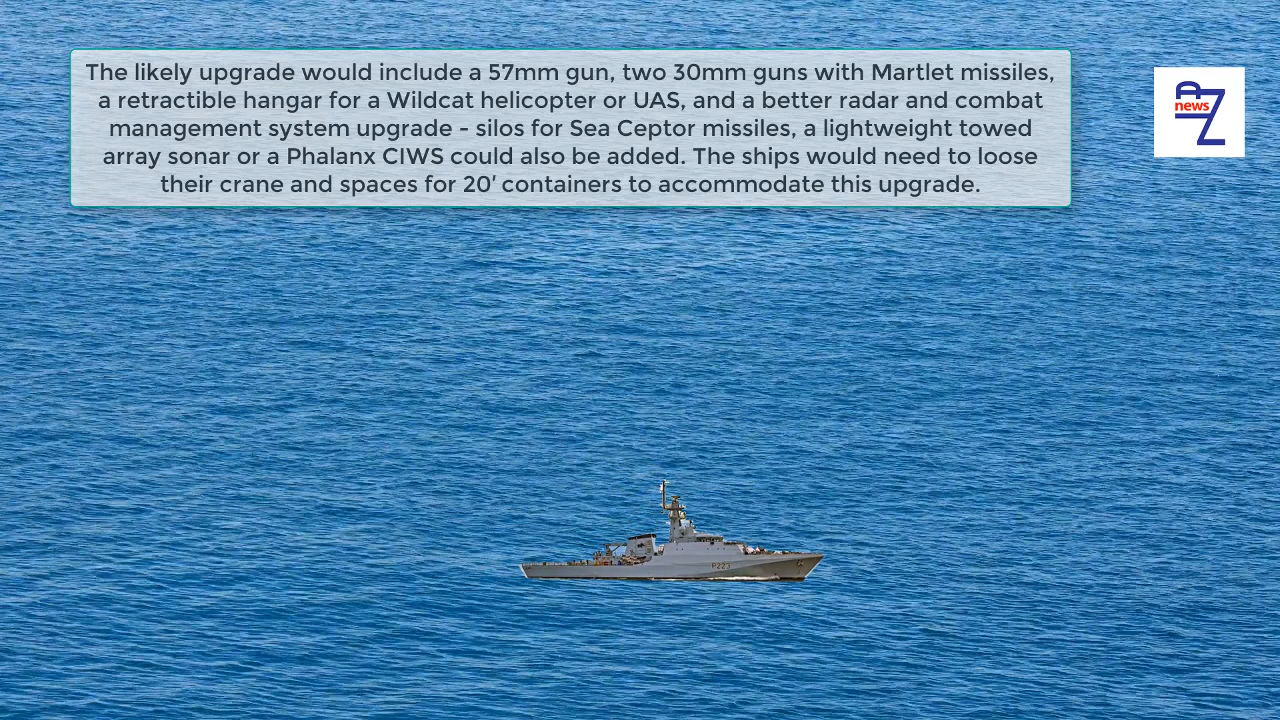 The likely upgrade would include a 57mm gun, two 30mm guns with Martlet missiles,
a retractible hangar for a Wildcat helicopter or UAS, and a better radar and combat
management system upgrade - silos for Sea Ceptor missiles, a lightweight towed
array sonar or a Phalanx CIWS could also be added. The ships would need to loose
their crane and spaces for 20' containers to accommodate this upgrade.
A
news
Z
P223